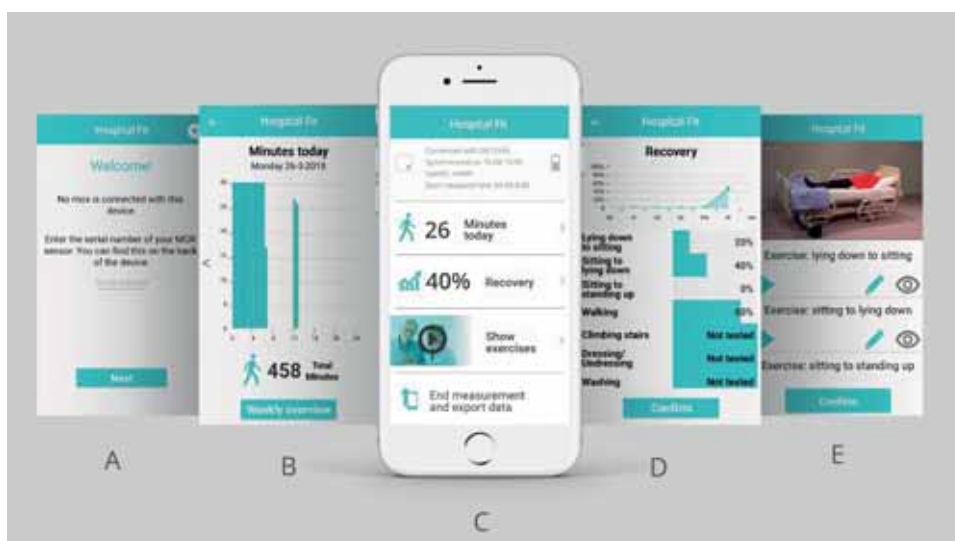 Hospital Fit
Welcome!
No mox is connected with this
device.
Enter the serial number of your MOX
sensor. You can find this on the back
of the device.
Next
A
Hospital Fit
Minutes today
Monday 26-3-2018
458 Total
Minutes
Weekly overview
B
Hospital Fit
26 Minutes
today
40% Recovery
Show
exercises
End measurement
and export data
C
Hospital Fit
Recovery
Lying down
to sitting
20%
Sitting to
lying down
40%
Sitting to
standing up
0%
Walking
Climbing stairs Not tested
Dressing/
Undressing
Not tested
Washing Not tested
Confirm
D
Hospital Fit
Exercise: lying down to sitting
Exercise: sitting to lying down
Exercise: sitting to standing up
Confirm
E